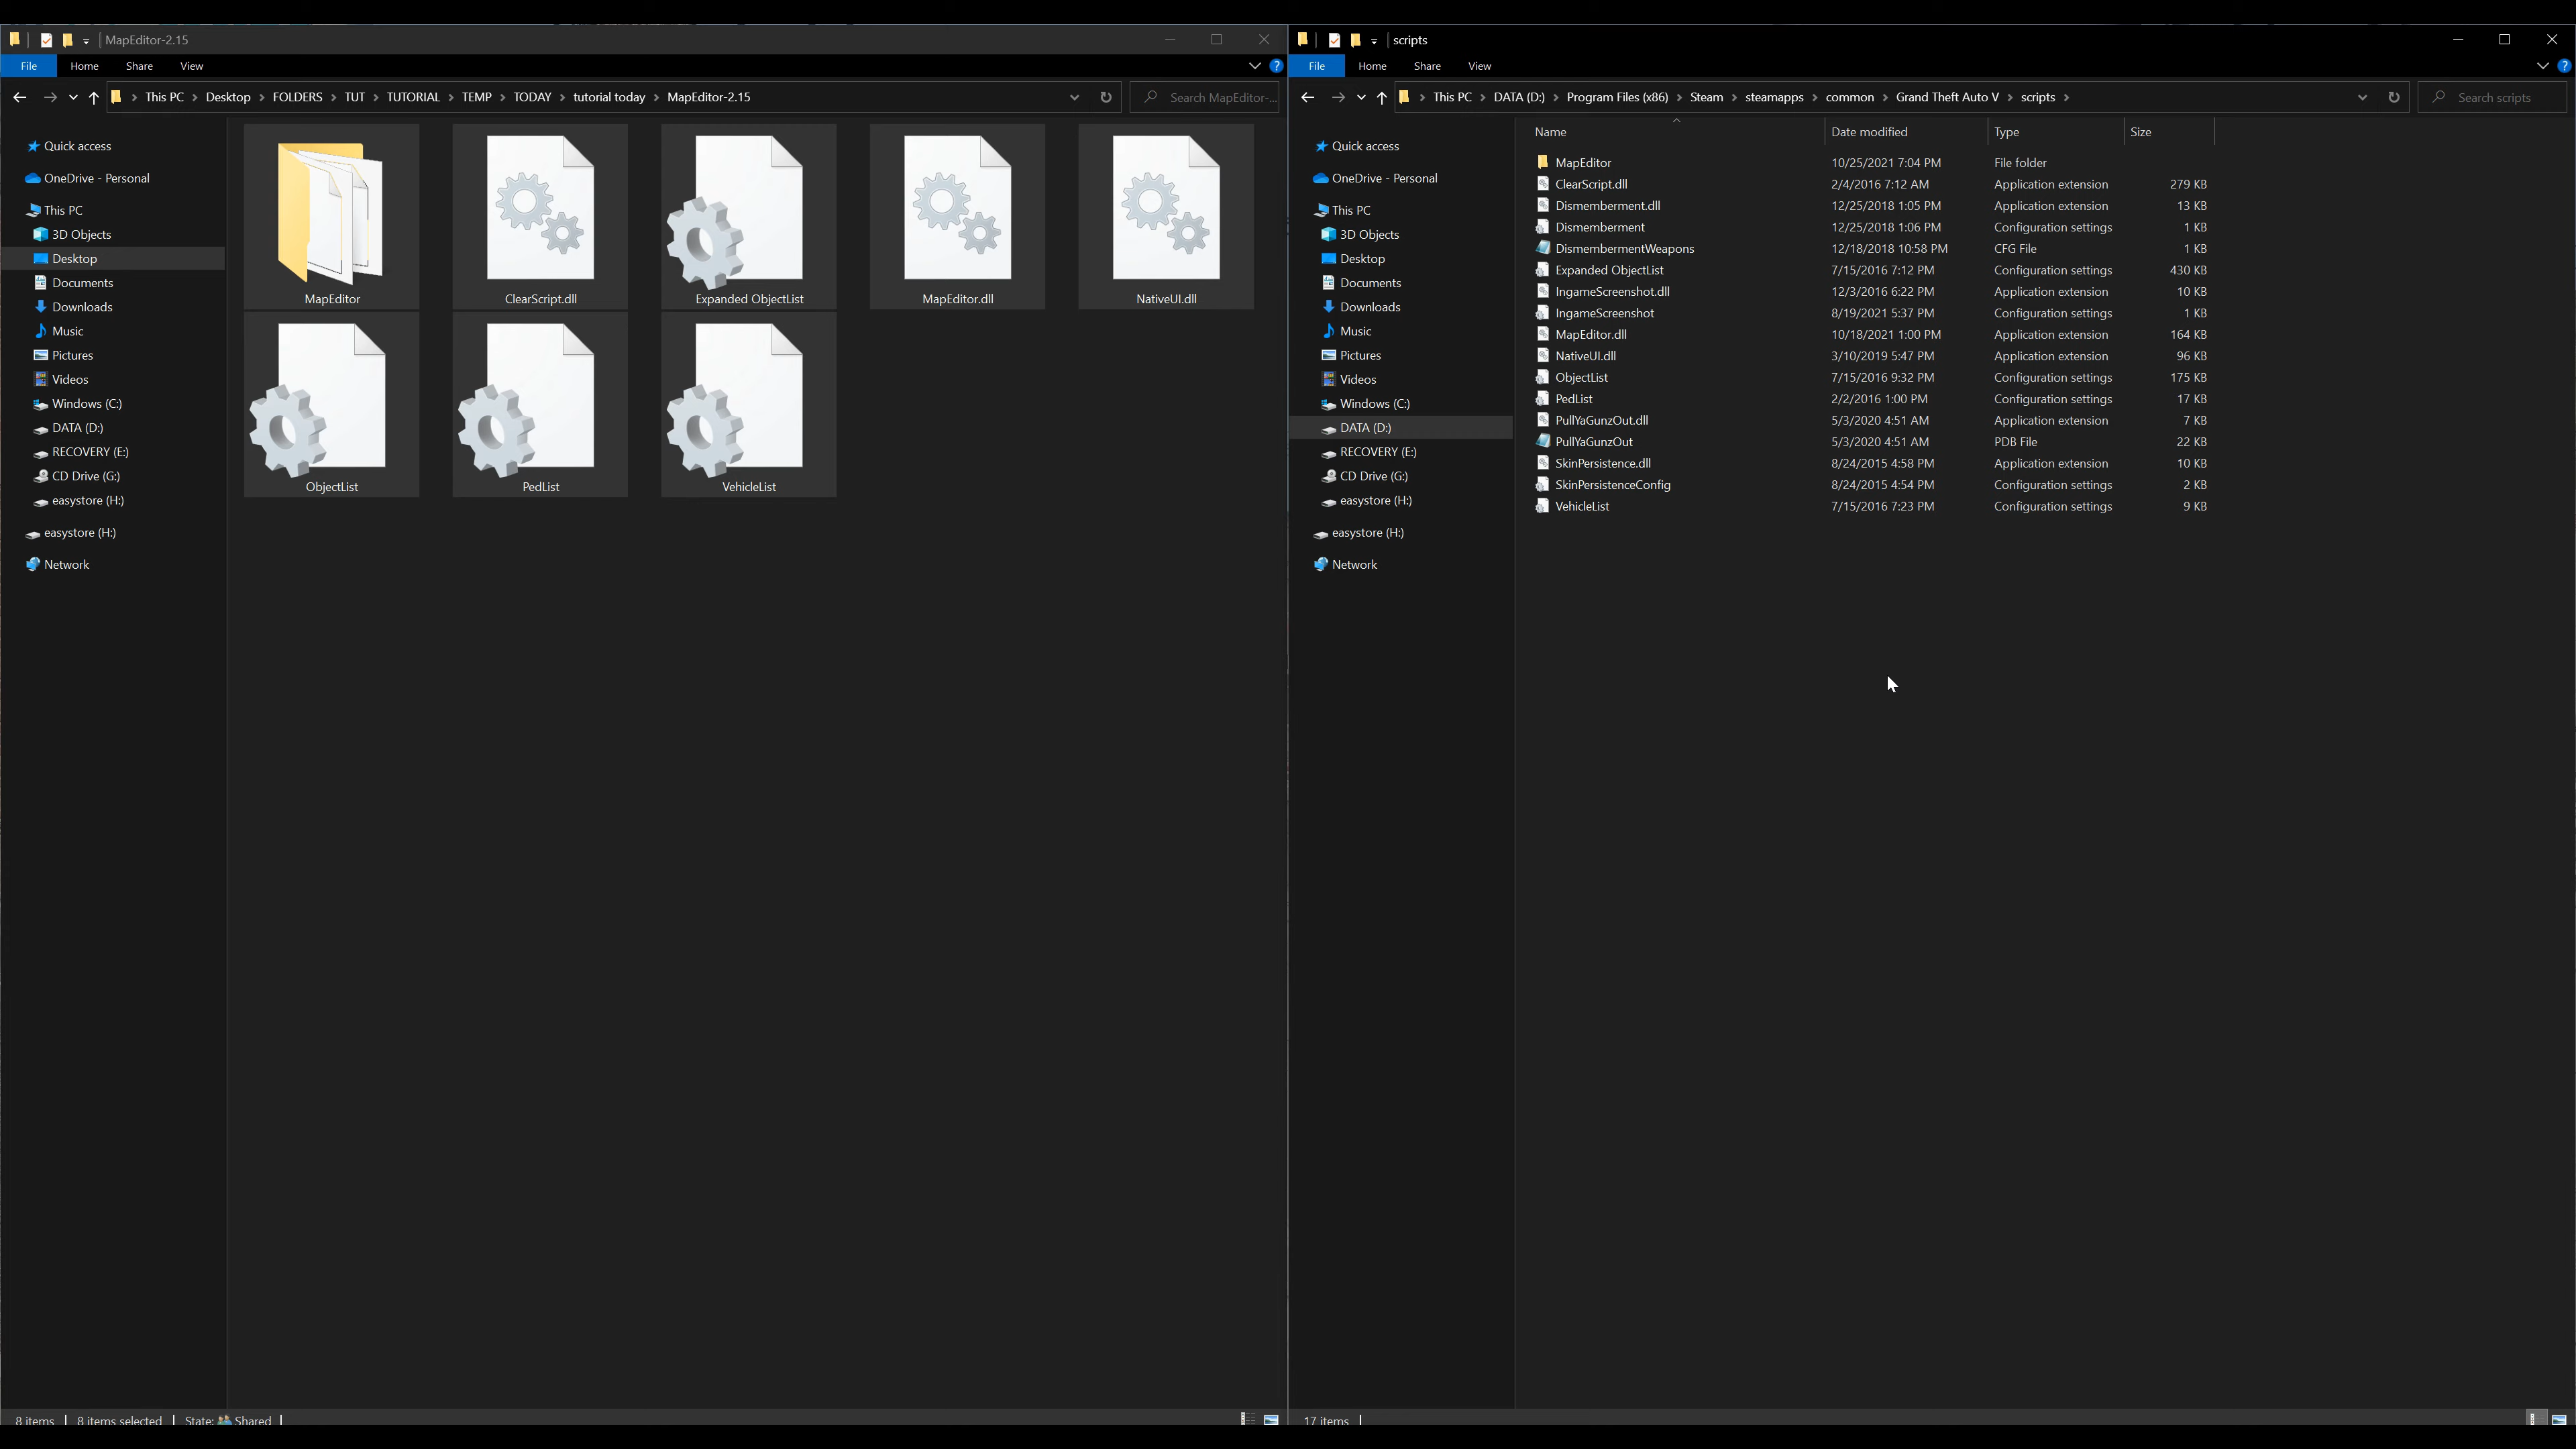 MapEditor-2.15
File Home Share View
This PC Desktop FOLDERS TUT TUTORIAL TEMP TODAY tutorial today MapEditor-2.15
Search MapEditor-...
Quick access
OneDrive - Personal
This PC
3D Objects
Desktop
Documents
Downloads
Music
Pictures
Videos
Windows (C:)
DATA (D:)
RECOVERY (E:)
CD Drive (G:)
easystore (H:)
easystore (H:)
Network
MapEditor ClearScript.dll Expanded ObjectList MapEditor.dll NativeUI.dll
ObjectList PedList VehicleList
8 items 8 items selected State: Shared
scripts
File Home Share View
This PC DATA (D:) Program Files (x86) Steam steamapps common Grand Theft Auto V scripts
Search scripts
Quick access
OneDrive - Personal
This PC
3D Objects
Desktop
Documents
Downloads
Music
Pictures
Videos
Windows (C:)
DATA (D:)
RECOVERY (E:)
CD Drive (G:)
easystore (H:)
easystore (H:)
Network
Name Date modified Type Size
MapEditor 10/25/2021 7:04 PM File folder
ClearScript.dll 2/4/2016 7:12 AM Application extension 279 KB
Dismemberment.dll 12/25/2018 1:05 PM Application extension 13 KB
Dismemberment 12/25/2018 1:06 PM Configuration settings 1 KB
DismembermentWeapons 12/18/2018 10:58 PM CFG File 1 KB
Expanded ObjectList 7/15/2016 7:12 PM Configuration settings 430 KB
IngameScreenshot.dll 12/3/2016 6:22 PM Application extension 10 KB
IngameScreenshot 8/19/2021 5:37 PM Configuration settings 1 KB
MapEditor.dll 10/18/2021 1:00 PM Application extension 164 KB
NativeUI.dll 3/10/2019 5:47 PM Application extension 96 KB
ObjectList 7/15/2016 9:32 PM Configuration settings 175 KB
PedList 2/2/2016 1:00 PM Configuration settings 17 KB
PullYaGunzOut.dll 5/3/2020 4:51 AM Application extension 7 KB
PullYaGunzOut 5/3/2020 4:51 AM PDB File 22 KB
SkinPersistence.dll 8/24/2015 4:58 PM Application extension 10 KB
SkinPersistenceConfig 8/24/2015 4:54 PM Configuration settings 2 KB
VehicleList 7/15/2016 7:23 PM Configuration settings 9 KB
17 items